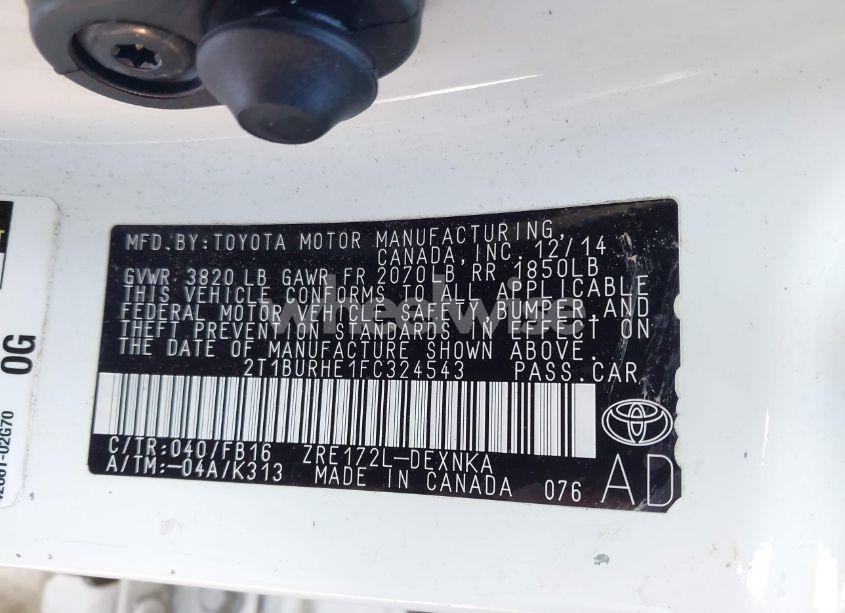 MFD.BY:TOYOTA MOTOR MANUFACTURING,
CANADA, INC. 12/14
GVWR 3820 LB GAWR FR 2070LB RR 1850LB
THIS VEHICLE CONFORMS TO ALL APPLICABLE
FEDERAL MOTOR VEHICLE SAFETY,BUMPER,AND
THEFT PREVENTION STANDARDS IN EFFECT ON
THE DATE OF MANUFACTURE SHOWN ABOVE.
2T1BURHE1FC324543 PASS.CAR
C/TR:040/FB16 ZRE172L-DEXNKA
A/TM:-04A/K313 MADE IN CANADA 076 AD
wheelwise
0G